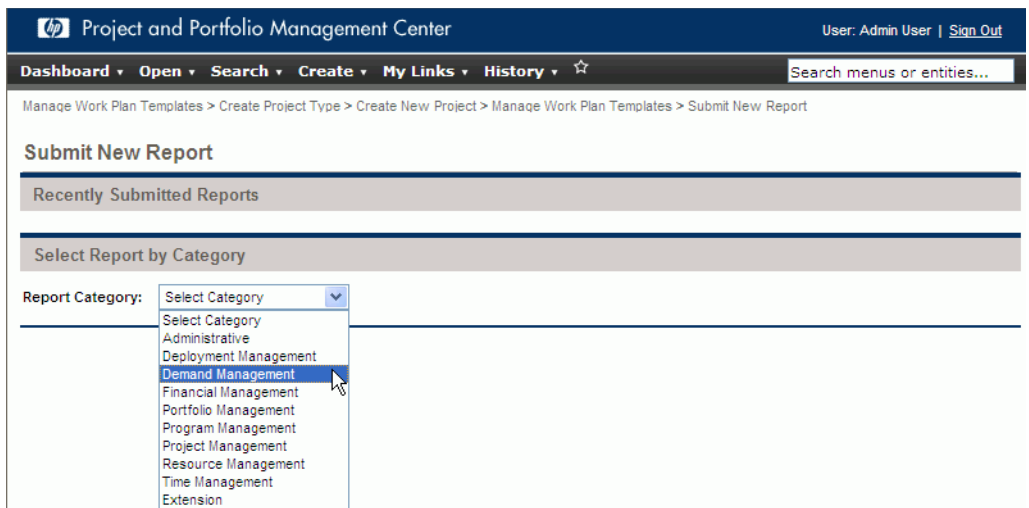 hp Project and Portfolio Management Center User: Admin User | Sign Out
Dashboard Open Search Create My Links History Search menus or entities...
Manage Work Plan Templates > Create Project Type > Create New Project > Manage Work Plan Templates > Submit New Report
Submit New Report
Recently Submitted Reports
Select Report by Category
Report Category: Select Category
Select Category
Administrative
Deployment Management
Demand Management
Financial Management
Portfolio Management
Program Management
Project Management
Resource Management
Time Management
Extension